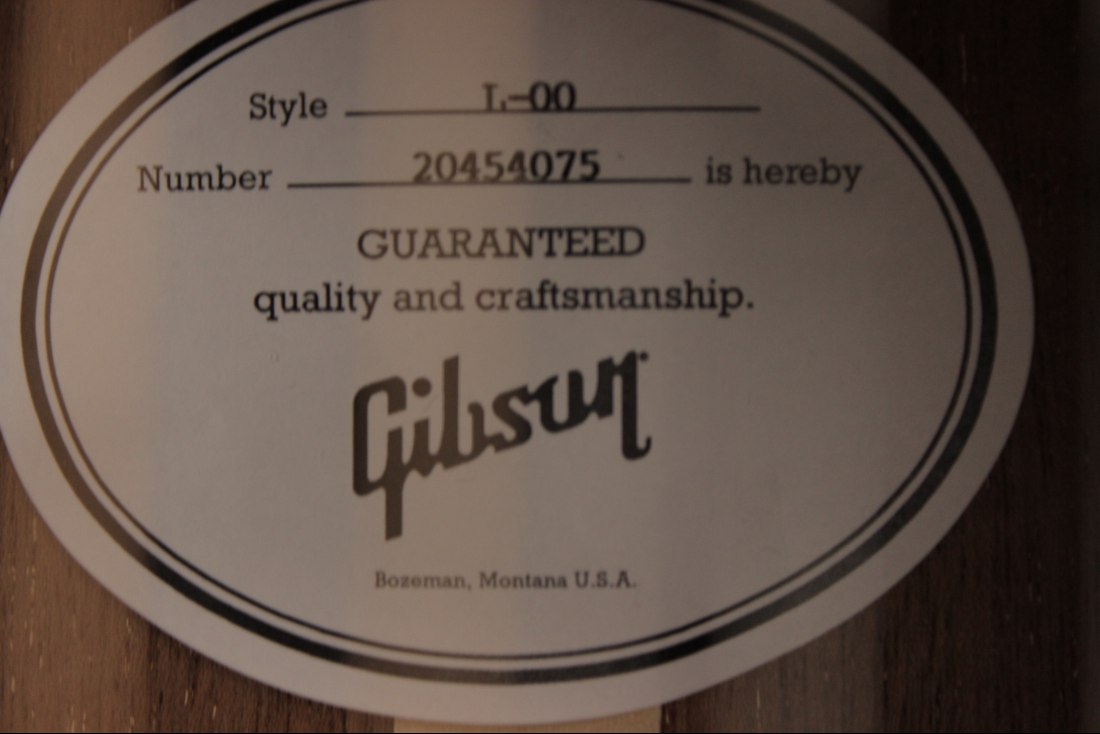 Style L-00
Number 20454075 is hereby
GUARANTEED
quality and craftsmanship.
Gibson
Bozeman, Montana U.S.A.